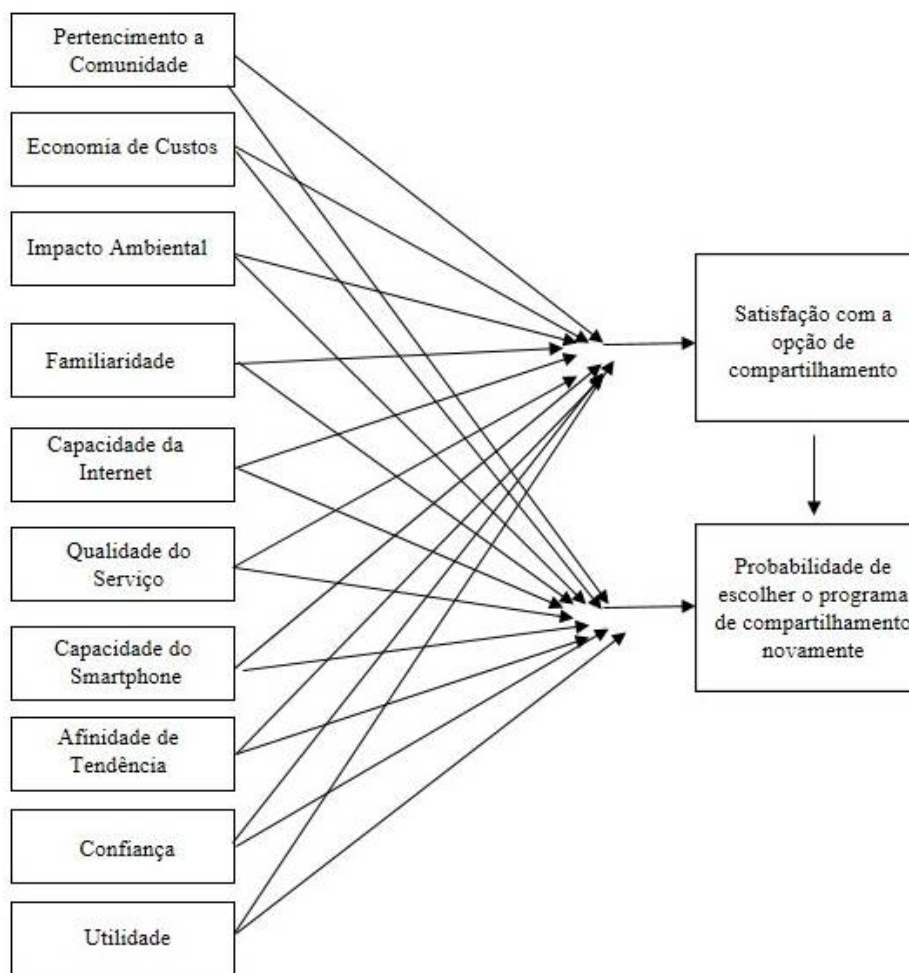 Pertencimento a
Comunidade
Economia de Custos
Impacto Ambiental
Familiaridade
Capacidade da
Internet
Qualidade do
Serviço
Capacidade do
Smartphone
Afinidade de
Tendência
Confiança
Utilidade
Satisfação com a
opção de
compartilhamento
Probabilidade de
escolher o programa
de compartilhamento
novamente